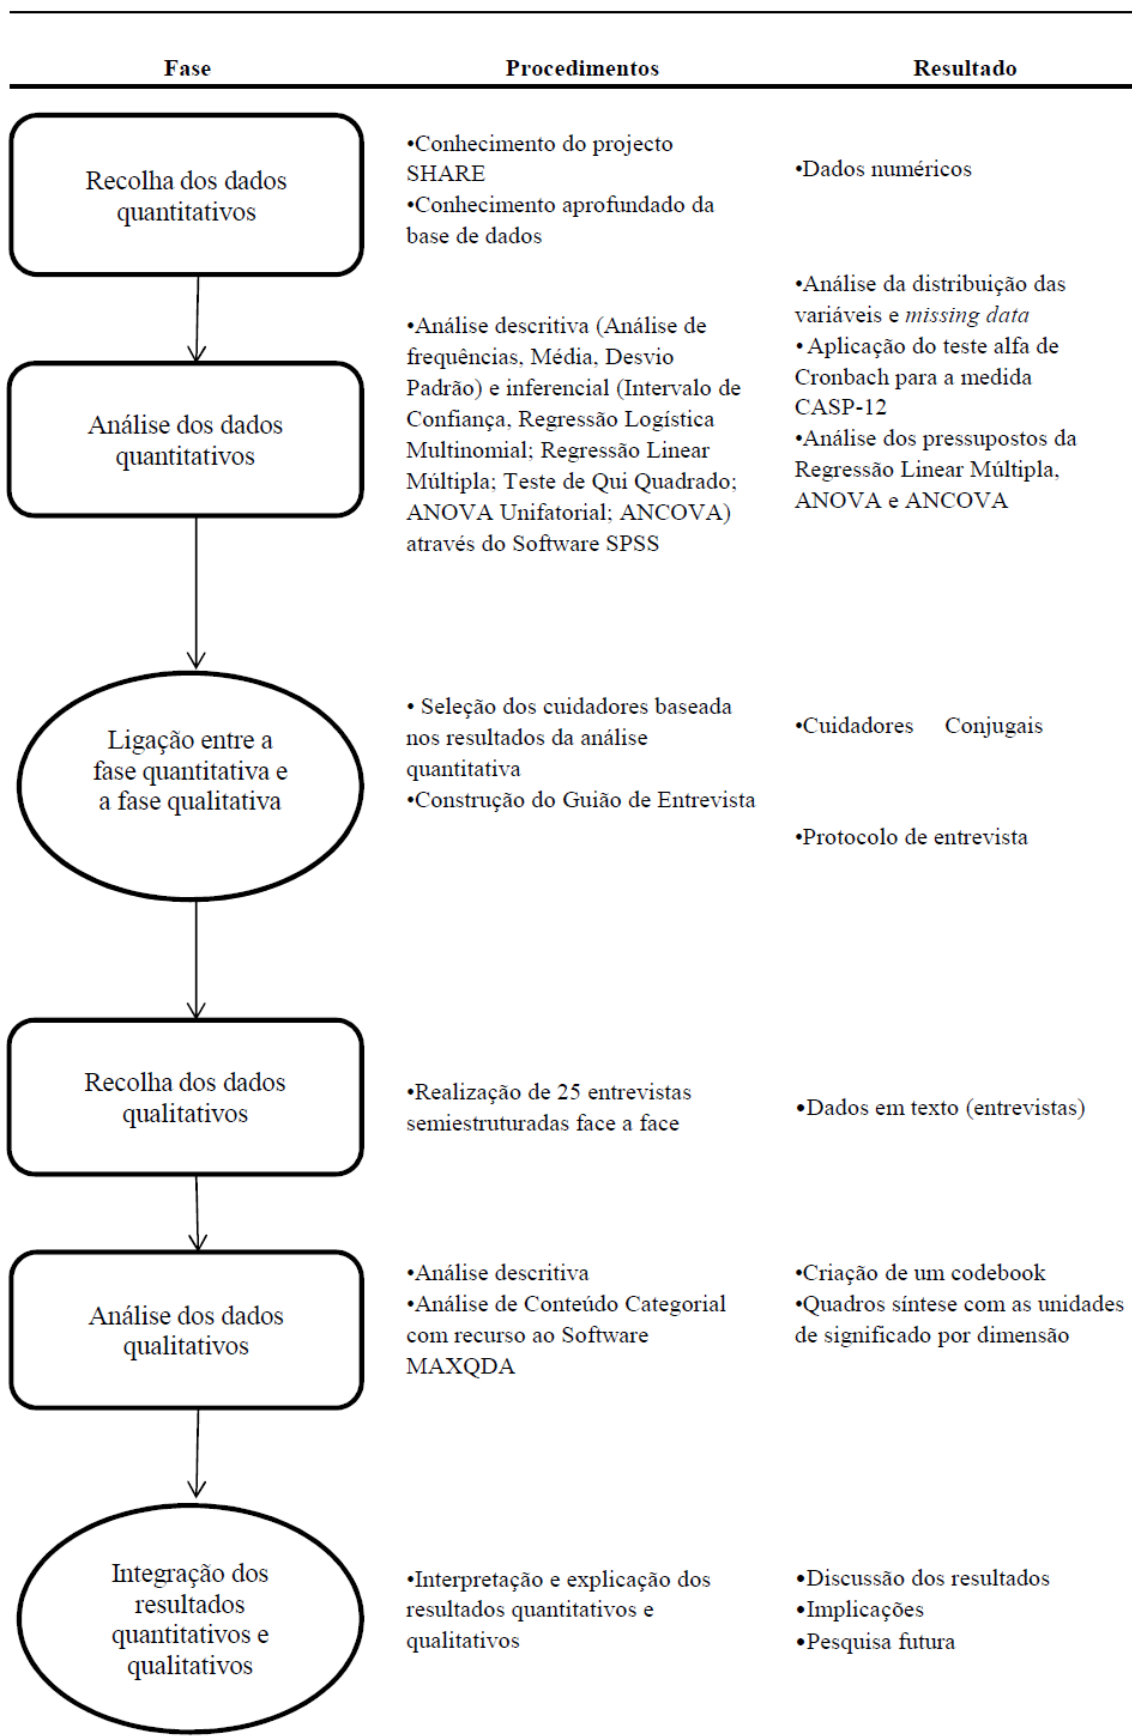 Fase Procedimentos Resultado
Recolha dos dados
quantitativos
•Conhecimento do projecto
SHARE
•Conhecimento aprofundado da
base de dados
•Dados numéricos
Análise dos dados
quantitativos
•Análise descritiva (Análise de
frequências, Média, Desvio
Padrão) e inferencial (Intervalo de
Confiança, Regressão Logística
Multinomial; Regressão Linear
Múltipla; Teste de Qui Quadrado;
ANOVA Unifatorial; ANCOVA)
através do Software SPSS
•Análise da distribuição das
variáveis e missing data
• Aplicação do teste alfa de
Cronbach para a medida
CASP-12
•Análise dos pressupostos da
Regressão Linear Múltipla,
ANOVA e ANCOVA
Ligação entre a
fase quantitativa e
a fase qualitativa
• Seleção dos cuidadores baseada
nos resultados da análise
quantitativa
•Construção do Guião de Entrevista
•Cuidadores Conjugais
•Protocolo de entrevista
Recolha dos dados
qualitativos
•Realização de 25 entrevistas
semiestruturadas face a face
•Dados em texto (entrevistas)
Análise dos dados
qualitativos
•Análise descritiva
•Análise de Conteúdo Categorial
com recurso ao Software
MAXQDA
•Criação de um codebook
•Quadros síntese com as unidades
de significado por dimensão
Integração dos
resultados
quantitativos e
qualitativos
•Interpretação e explicação dos
resultados quantitativos e
qualitativos
•Discussão dos resultados
•Implicações
•Pesquisa futura